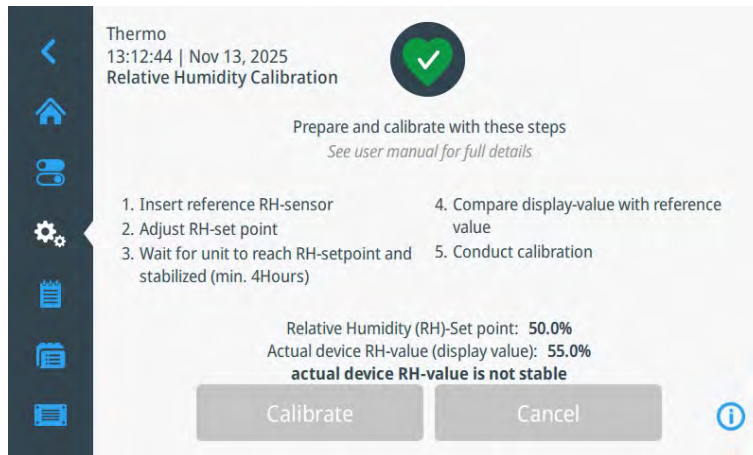 Thermo
13:12:44 | Nov 13, 2025
Relative Humidity Calibration
Prepare and calibrate with these steps
See user manual for full details
1. Insert reference RH-sensor
2. Adjust RH-set point
3. Wait for unit to reach RH-setpoint and
stabilized (min. 4Hours)
4. Compare display-value with reference
value
5. Conduct calibration
Relative Humidity (RH)-Set point: 50.0%
Actual device RH-value (display value): 55.0%
actual device RH-value is not stable
Calibrate
Cancel